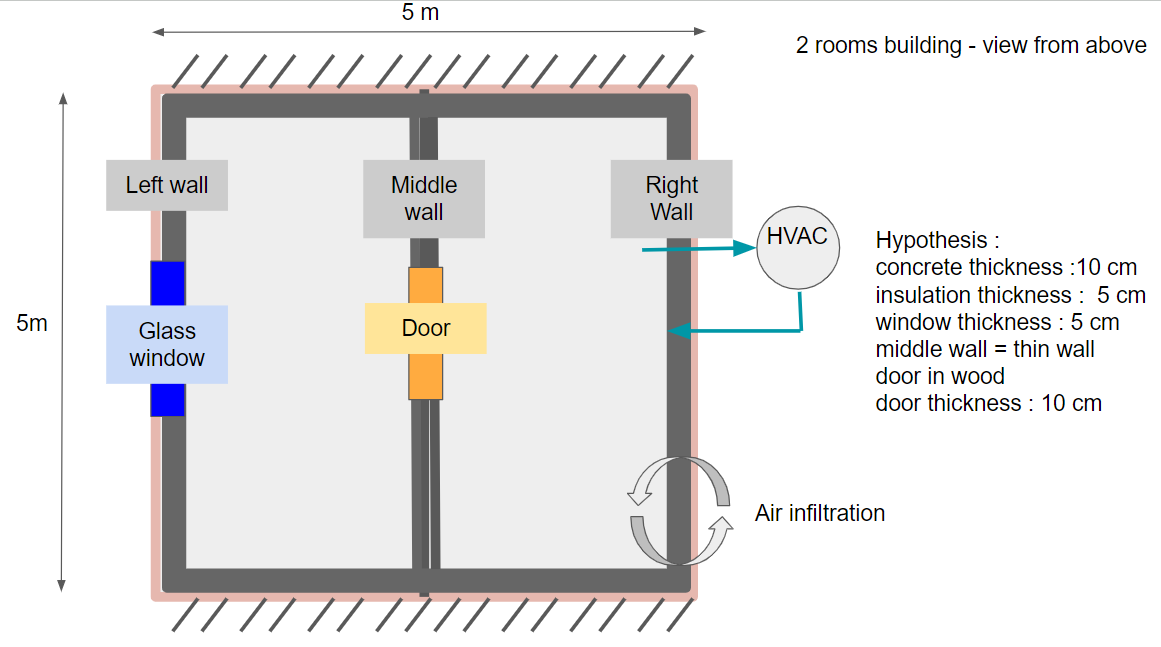 5 m
2 rooms building - view from above
Left wall
Middle
wall
Right
Wall
HVAC
Hypothesis :
concrete thickness :10 cm
insulation thickness :  5 cm
window thickness : 5 cm
middle wall = thin wall
door in wood
door thickness : 10 cm
5m
Glass
window
Door
Air infiltration